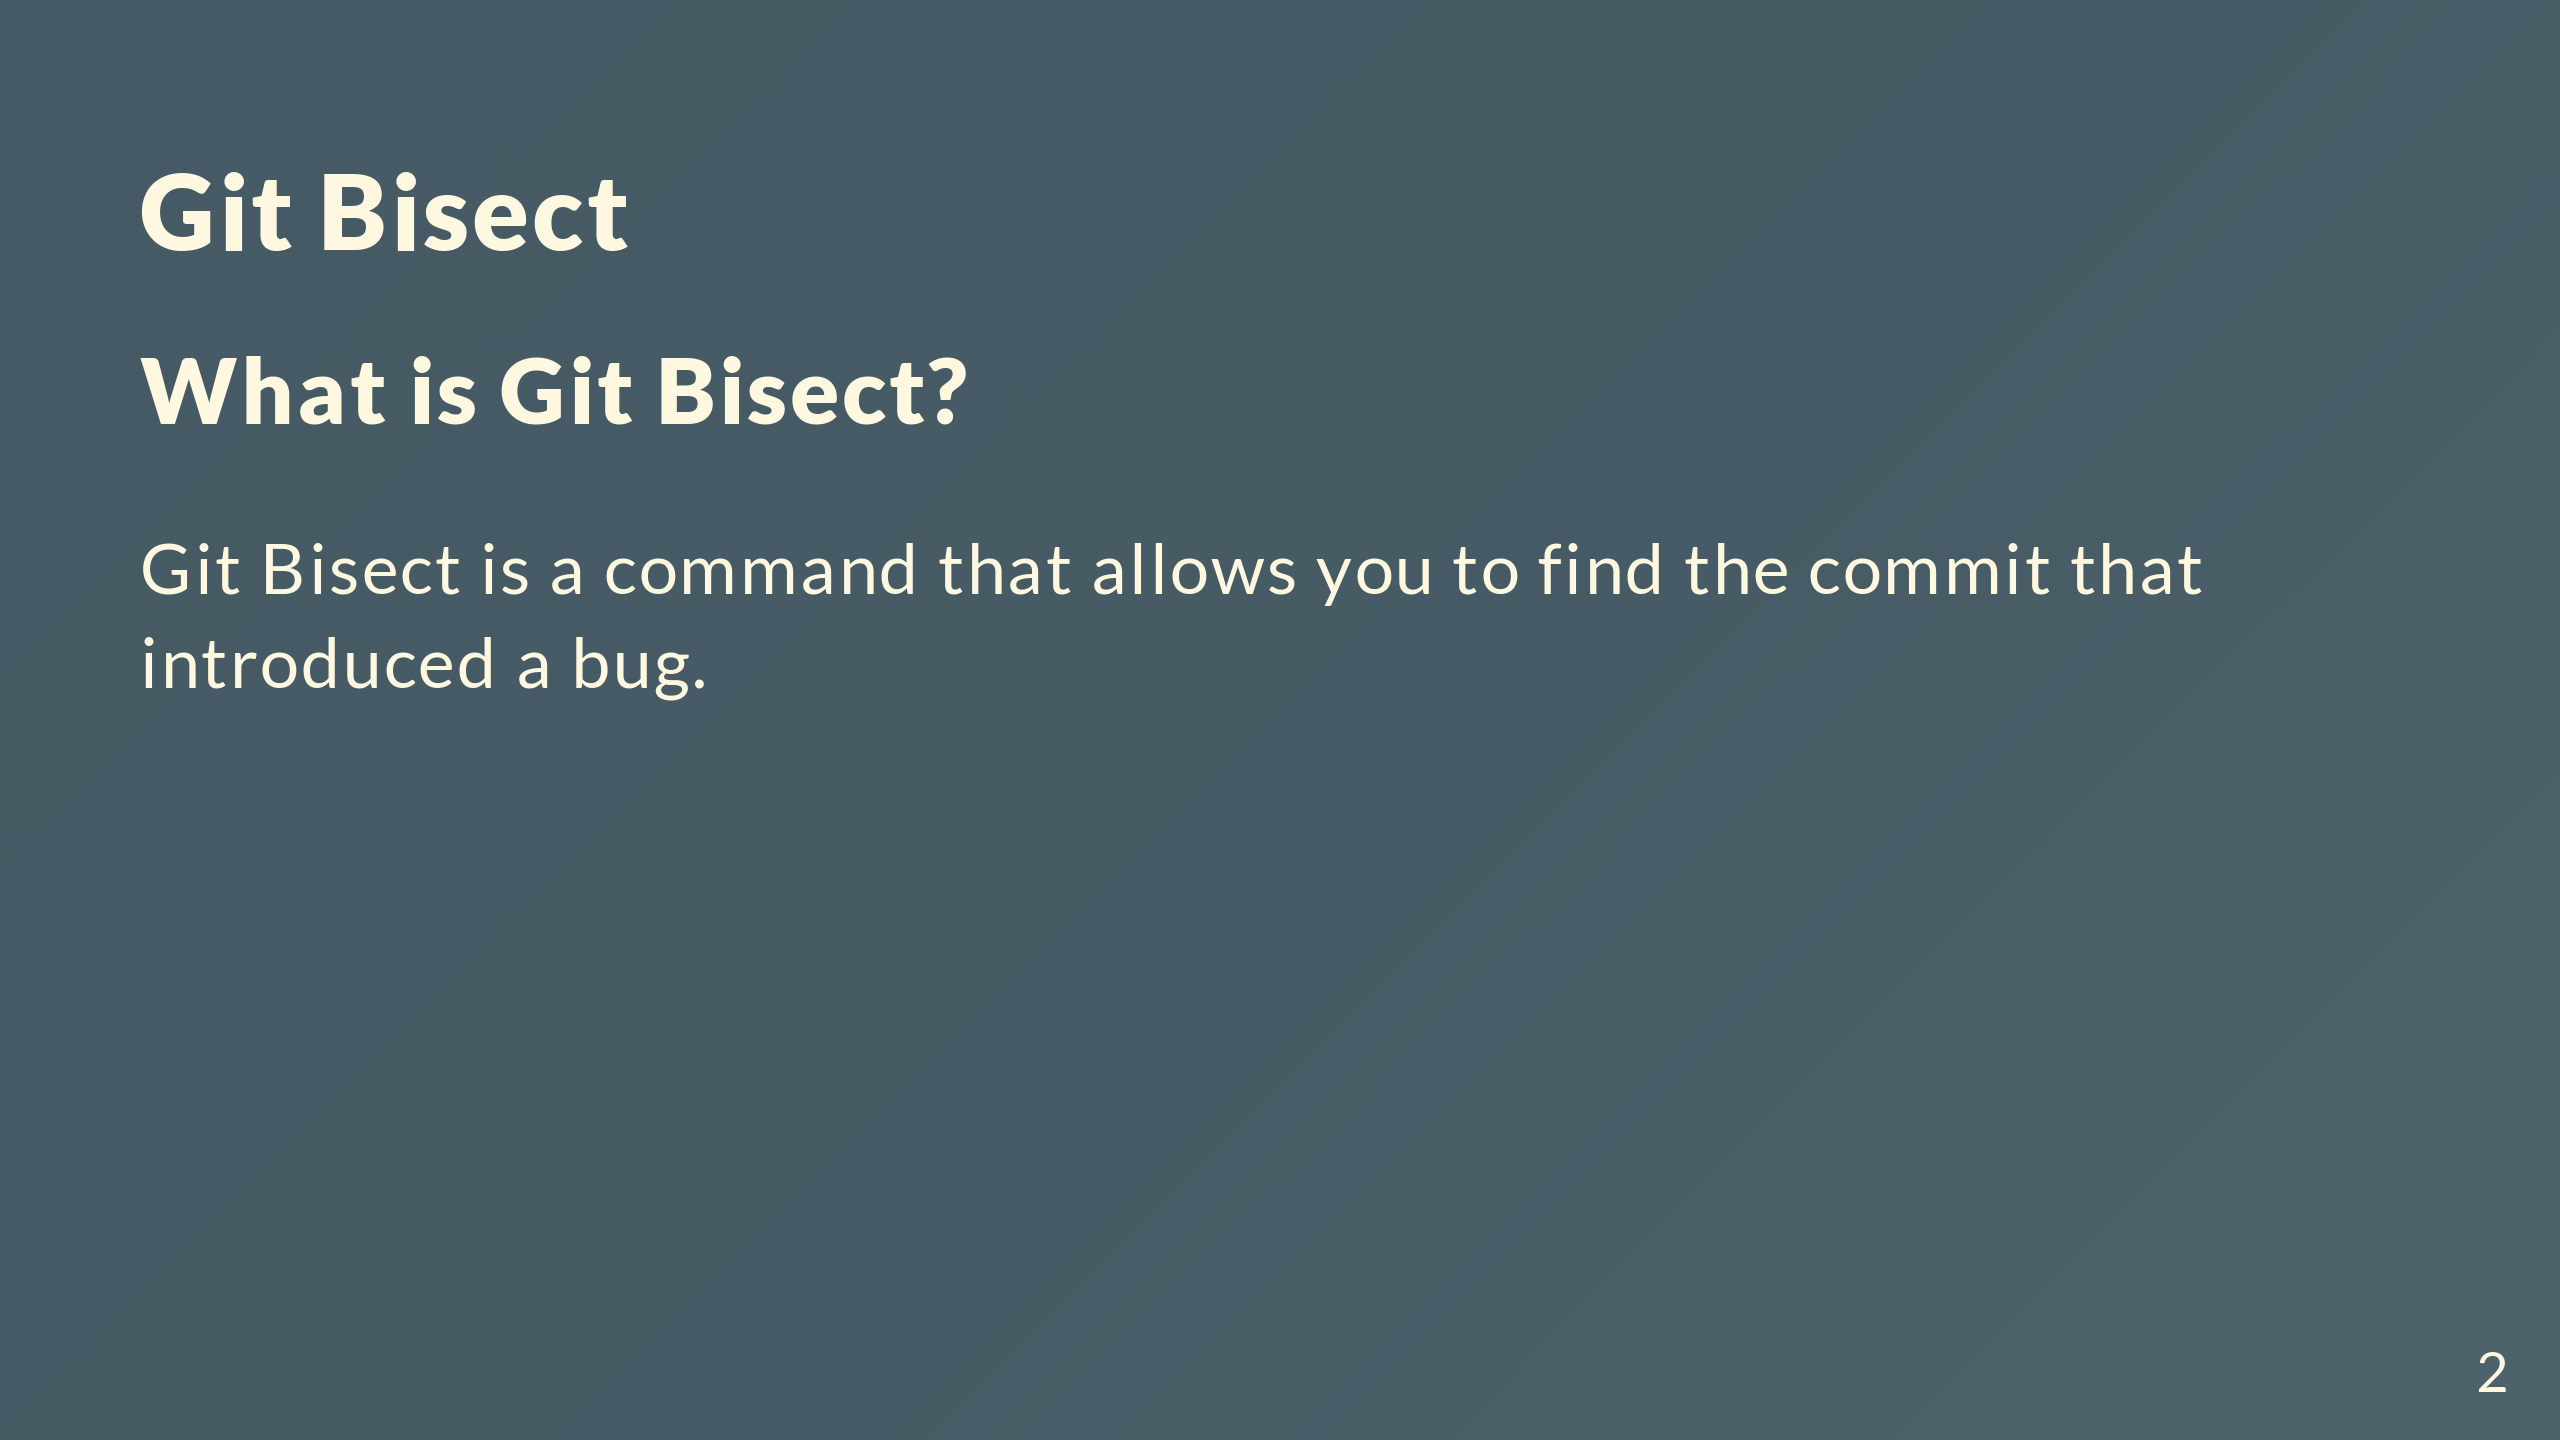 Git Bisect
What is Git Bisect?
Git Bisect is a command that allows you to find the commit that
introduced a bug.
2